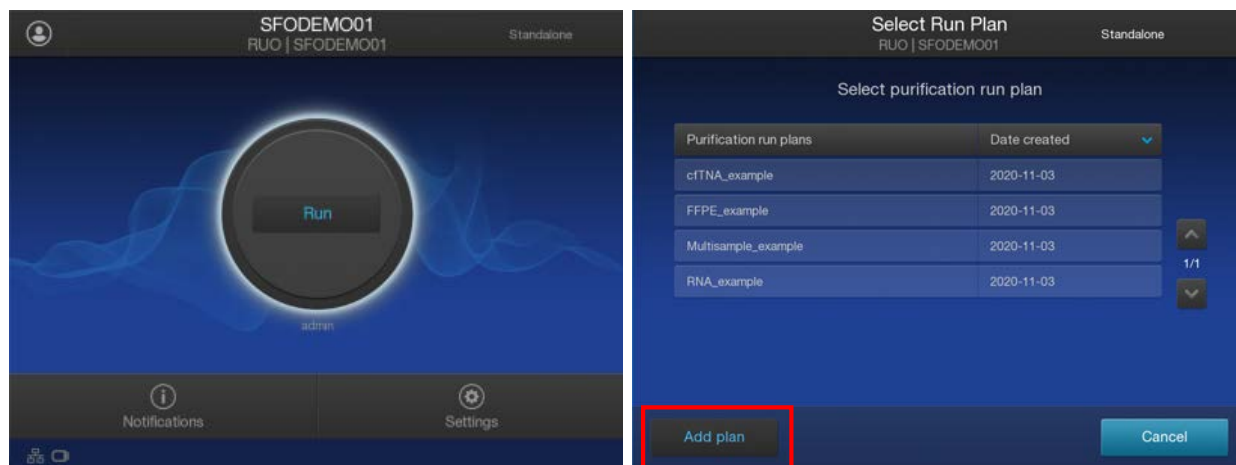 SFODEMO01
RUO | SFODEMO01
Standalone
Run
admin
Notifications
Settings
Select Run Plan
RUO | SFODEMO01
Standalone
Select purification run plan
Purification run plans Date created
cfTNA_example 2020-11-03
FFPE_example 2020-11-03
Multisample_example 2020-11-03
RNA_example 2020-11-03
1/1
Add plan
Cancel